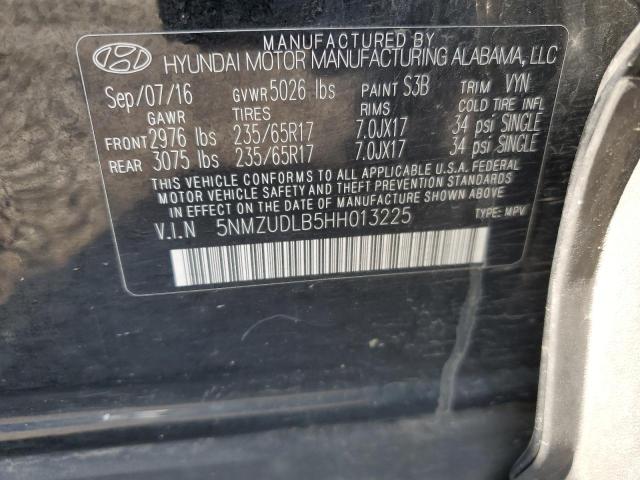 MANUFACTURED BY
HYUNDAI MOTOR MANUFACTURING ALABAMA, LLC
Sep/07/16 GVWR 5026 lbs PAINT S3B TRIM VYN
GAWR TIRES RIMS COLD TIRE INFL
FRONT 2976 lbs 235/65R17 7.0JX17 34 psi SINGLE
REAR 3075 lbs 235/65R17 7.0JX17 34 psi SINGLE
THIS VEHICLE CONFORMS TO ALL APPLICABLE U.S.A. FEDERAL
MOTOR VEHICLE SAFETY AND THEFT PREVENTION STANDARDS
IN EFFECT ON THE DATE OF MANUFACTURE SHOWN ABOVE.
V.I.N 5NMZUDLB5HH013225 TYPE: MPV